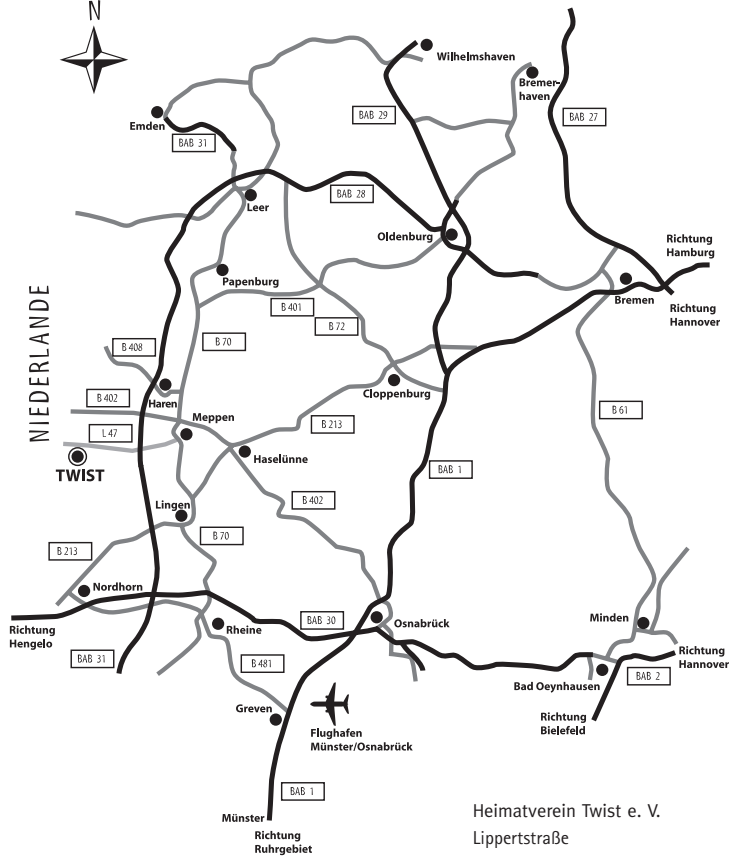 N
Wilhelmshaven
Bremer-
haven
Emden
BAB 31
BAB 29
BAB 27
BAB 28
Leer
Oldenburg
Richtung
Hamburg
Papenburg
Bremen
Richtung
Hannover
NIEDERLANDE
B 401
B 72
B 70
B 408
Haren
B 402
Cloppenburg
Meppen
B 213
B 61
L 47
Haselünne
TWIST
BAB 1
B 402
Lingen
B 70
B 213
Nordhorn
Richtung
Hengelo
BAB 30
Osnabrück
Minden
Rheine
BAB 31
B 481
Richtung
Hannover
BAB 2
Bad Oeynhausen
Greven
Flughafen
Münster/Osnabrück
Richtung
Bielefeld
BAB 1
Münster
Richtung
Ruhrgebiet
Heimatverein Twist e. V.
Lippertstraße